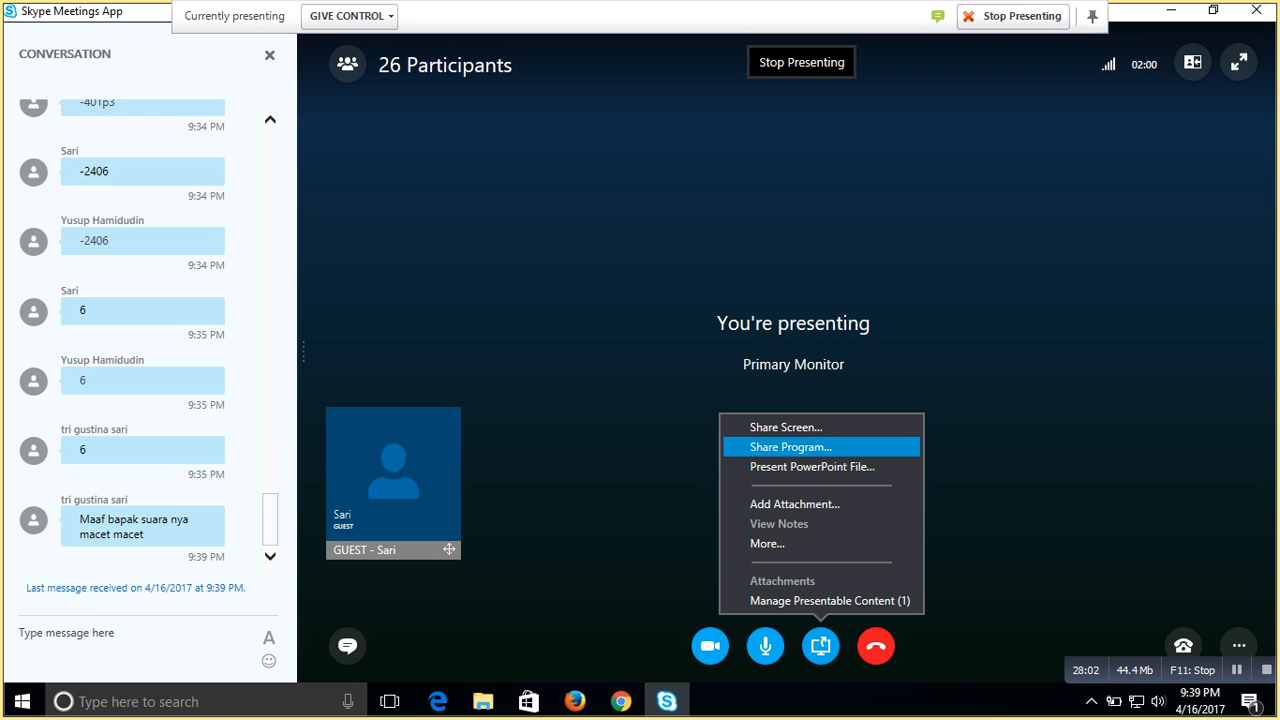 Skype Meetings App
Currently presenting
GIVE CONTROL
Stop Presenting
CONVERSATION
26 Participants
Stop Presenting
02:00
-401p3
9:34 PM
Sari
-2406
9:34 PM
Yusup Hamidudin
-2406
9:34 PM
Sari
6
9:35 PM
Yusup Hamidudin
6
9:35 PM
tri gustina sari
6
9:35 PM
tri gustina sari
Maaf bapak suara nya
macet macet
9:39 PM
Last message received on 4/16/2017 at 9:39 PM.
Type message here
A
You're presenting
Primary Monitor
Sari
GUEST
GUEST - Sari
Share Screen...
Share Program...
Present PowerPoint File...
Add Attachment...
View Notes
More...
Attachments
Manage Presentable Content (1)
28:02
44.4 Mb
F11: Stop
Type here to search
9:39 PM
4/16/2017
1